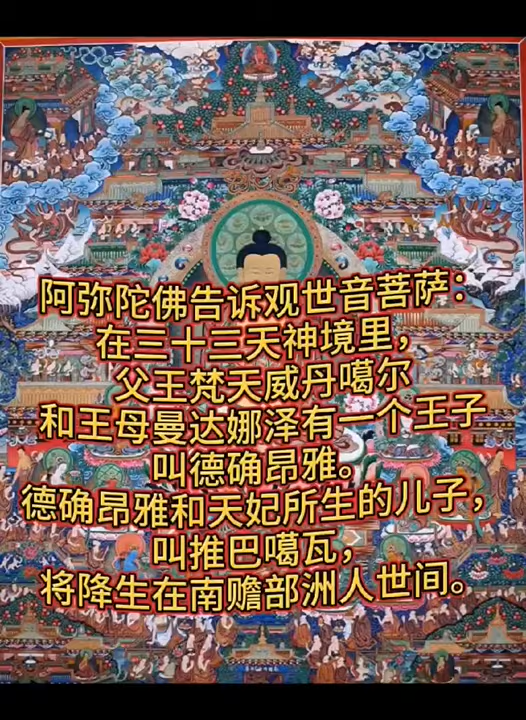 阿弥陀佛告诉观世音菩萨：
在三十三天神境里，
父王梵天威丹噶尔
和王母曼达娜泽有一个王子
叫德确昂雅。
德确昂雅和天妃所生的儿子，
叫推巴噶瓦，
将降生在南赡部洲人世间。